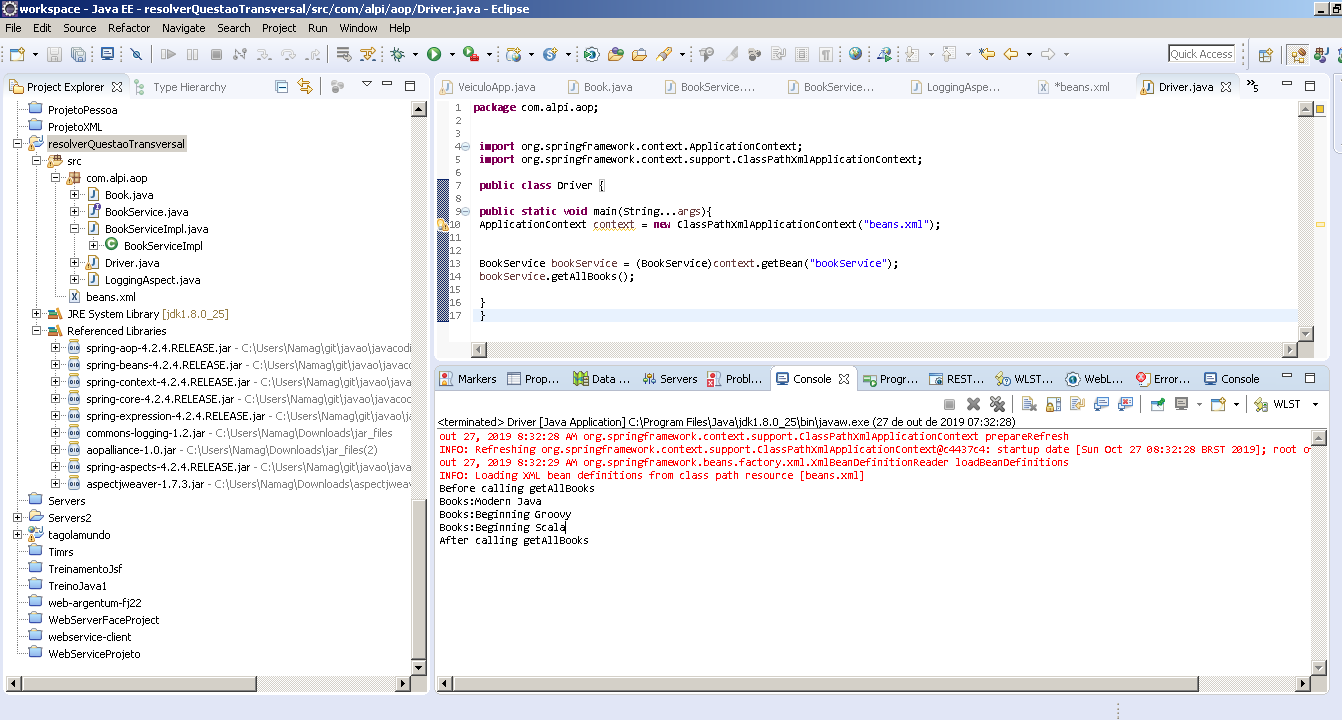 workspace - Java EE - resolverQuestaoTransversal/src/com/alpi/aop/Driver.java - Eclipse
File Edit Source Refactor Navigate Search Project Run Window Help
Quick Access
Project Explorer Type Hierarchy
ProjetoPessoa
ProjetoXML
resolverQuestaoTransversal
src
com.alpi.aop
Book.java
BookService.java
BookServiceImpl.java
BookServiceImpl
Driver.java
LoggingAspect.java
beans.xml
JRE System Library [jdk1.8.0_25]
Referenced Libraries
spring-aop-4.2.4.RELEASE.jar - C:\Users\Namag\git\javao\javacodi
spring-beans-4.2.4.RELEASE.jar - C:\Users\Namag\git\javao\javac
spring-context-4.2.4.RELEASE.jar - C:\Users\Namag\git\javao\jav
spring-core-4.2.4.RELEASE.jar - C:\Users\Namag\git\javao\javacod
spring-expression-4.2.4.RELEASE.jar - C:\Users\Namag\git\javao\
commons-logging-1.2.jar - C:\Users\Namag\Downloads\jar_files
aopalliance-1.0.jar - C:\Users\Namag\Downloads\jar_files(2)
spring-aspects-4.2.4.RELEASE.jar - C:\Users\Namag\git\javao\jav
aspectjweaver-1.7.3.jar - C:\Users\Namag\Downloads\aspectjwea
Servers
Servers2
tagolamundo
Timrs
TreinamentoJsf
TreinoJava1
web-argentum-fj22
WebServerFaceProject
webservice-client
WebServiceProjeto
VeiculoApp.java Book.java BookService.... BookService... LoggingAspe... *beans.xml Driver.java »5
1 package com.alpi.aop;
2
3
4 import org.springframework.context.ApplicationContext;
5 import org.springframework.context.support.ClassPathXmlApplicationContext;
6
7 public class Driver {
8
9 public static void main(String...args){
10 ApplicationContext context = new ClassPathXmlApplicationContext("beans.xml");
11
12
13 BookService bookService = (BookService)context.getBean("bookService");
14 bookService.getAllBooks();
15
16 }
17 }
Markers Prop... Data ... Servers Probl... Console Progr... REST... WLST... WebL... Error... Console
WLST
<terminated> Driver [Java Application] C:\Program Files\Java\jdk1.8.0_25\bin\javaw.exe (27 de out de 2019 07:32:28)
out 27, 2019 8:32:28 AM org.springframework.context.support.ClassPathXmlApplicationContext prepareRefresh
INFO: Refreshing org.springframework.context.support.ClassPathXmlApplicationContext@c4437c4: startup date [Sun Oct 27 08:32:28 BRST 2019]; root o
out 27, 2019 8:32:29 AM org.springframework.beans.factory.xml.XmlBeanDefinitionReader loadBeanDefinitions
INFO: Loading XML bean definitions from class path resource [beans.xml]
Before calling getAllBooks
Books:Modern Java
Books:Beginning Groovy
Books:Beginning Scala
After calling getAllBooks